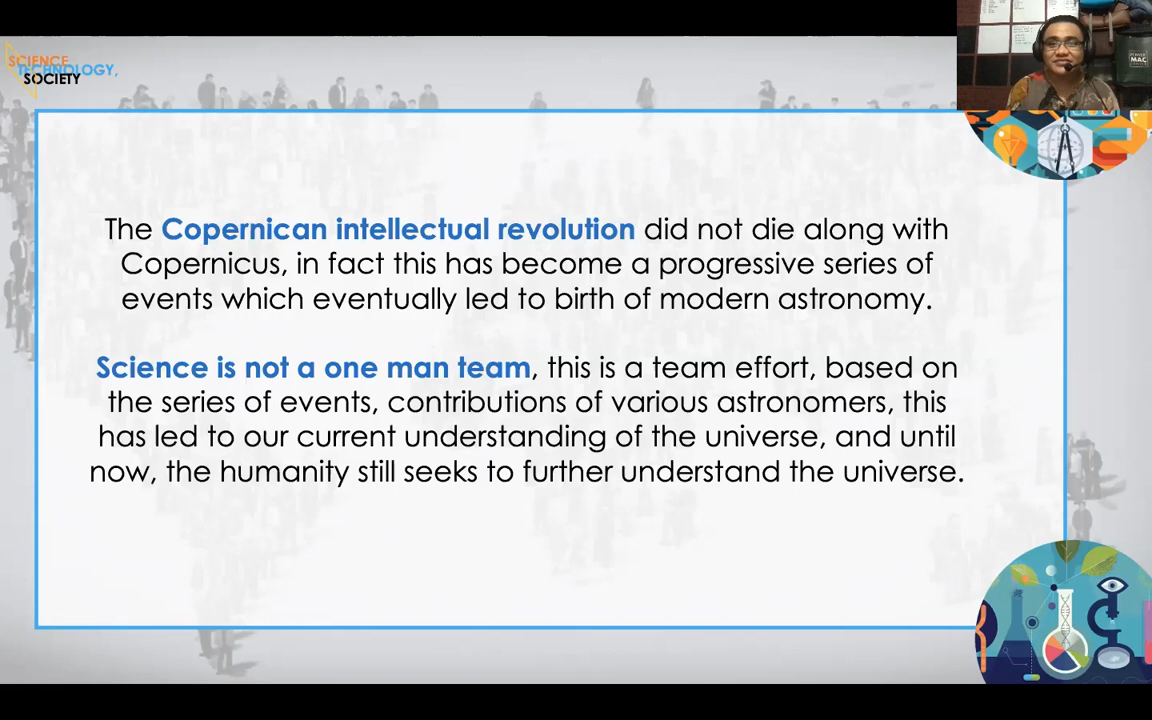 SCIENCE,
TECHNOLOGY,
SOCIETY
MAC
The Copernican intellectual revolution did not die along with
Copernicus, in fact this has become a progressive series of
events which eventually led to birth of modern astronomy.
Science is not a one man team, this is a team effort, based on
the series of events, contributions of various astronomers, this
has led to our current understanding of the universe, and until
now, the humanity still seeks to further understand the universe.